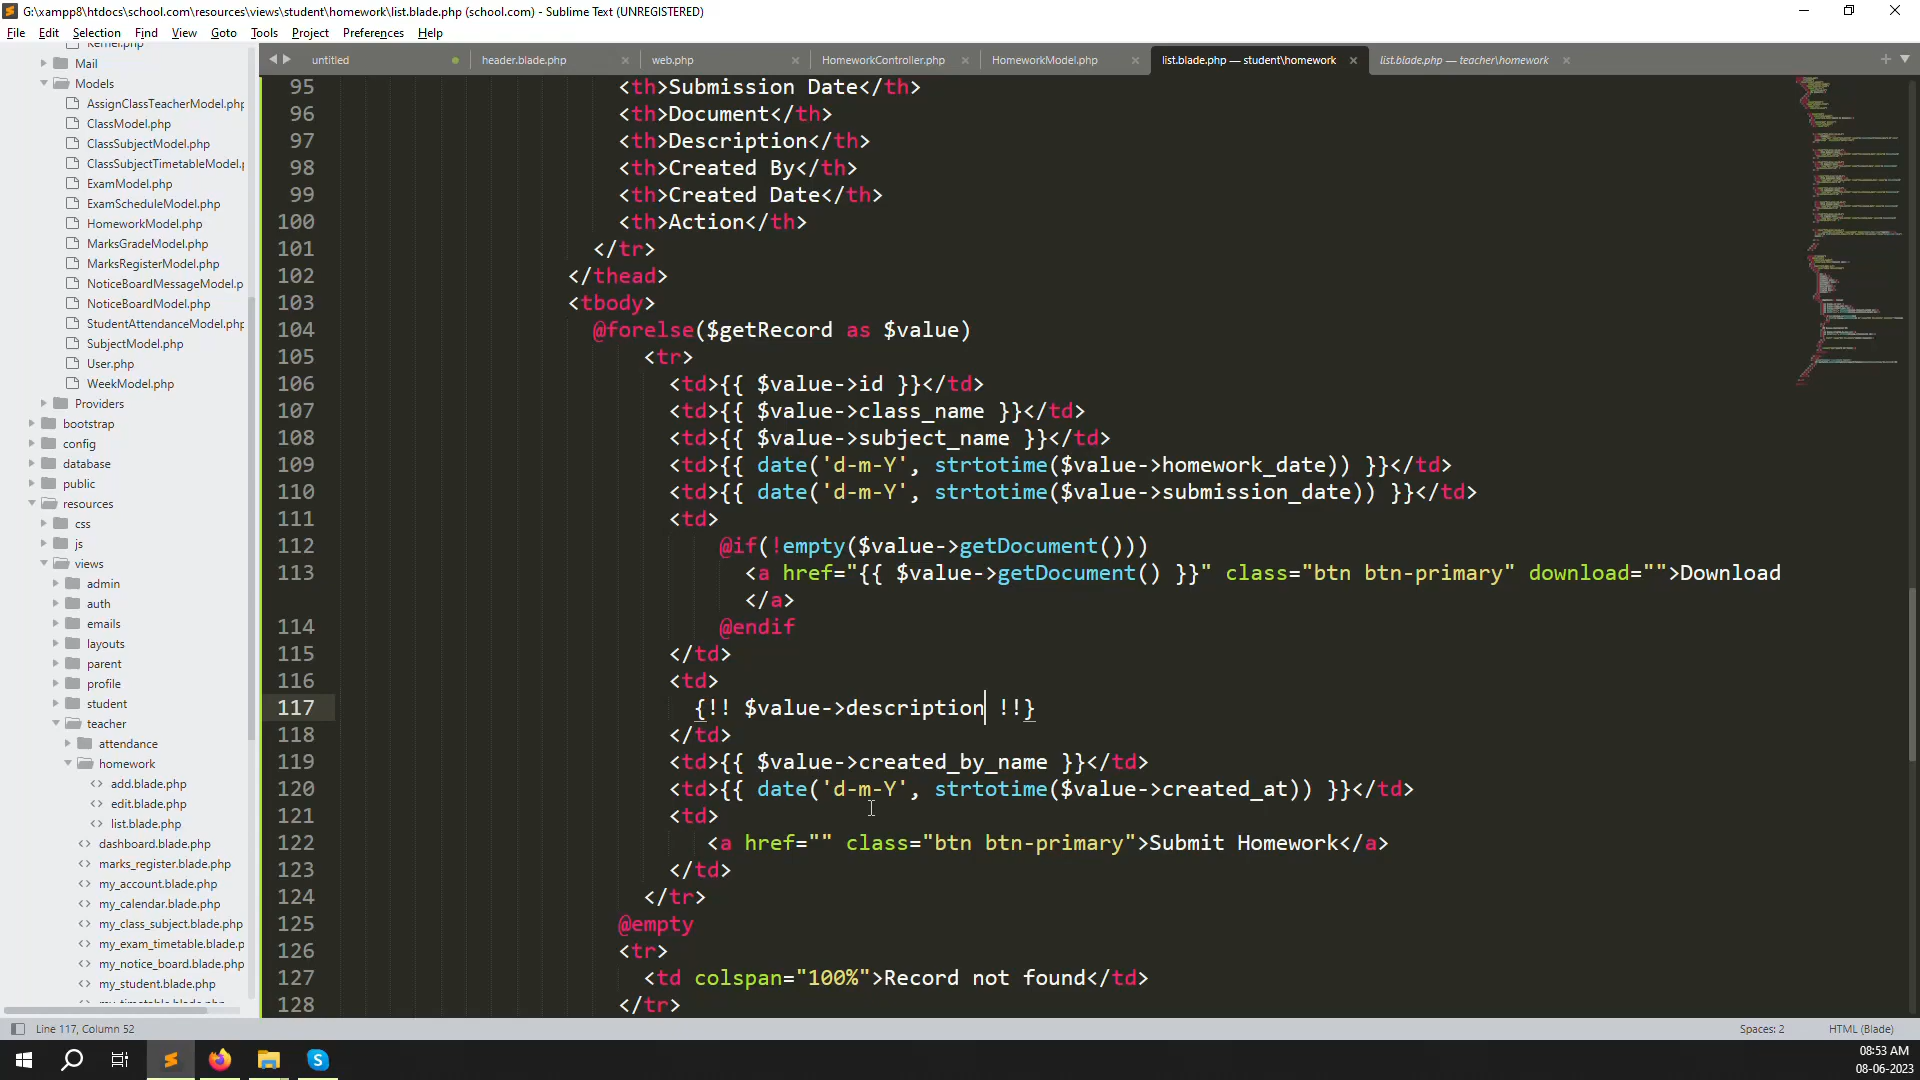 G:\xampp8\htdocs\school.com\resources\views\student\homework\list.blade.php (school.com) - Sublime Text (UNREGISTERED)
File Edit Selection Find View Goto Tools Project Preferences Help
untitled header.blade.php web.php HomeworkController.php HomeworkModel.php list.blade.php — student\homework list.blade.php — teacher\homework
Kernel.php
Mail
Models
AssignClassTeacherModel.php
ClassModel.php
ClassSubjectModel.php
ClassSubjectTimetableModel.p
ExamModel.php
ExamScheduleModel.php
HomeworkModel.php
MarksGradeModel.php
MarksRegisterModel.php
NoticeBoardMessageModel.p
NoticeBoardModel.php
StudentAttendanceModel.php
SubjectModel.php
User.php
WeekModel.php
Providers
bootstrap
config
database
public
resources
css
js
views
admin
auth
emails
layouts
parent
profile
student
teacher
attendance
homework
add.blade.php
edit.blade.php
list.blade.php
dashboard.blade.php
marks_register.blade.php
my_account.blade.php
my_calendar.blade.php
my_class_subject.blade.php
my_exam_timetable.blade.p
my_notice_board.blade.php
my_student.blade.php
95 <th>Submission Date</th>
96 <th>Document</th>
97 <th>Description</th>
98 <th>Created By</th>
99 <th>Created Date</th>
100 <th>Action</th>
101 </tr>
102 </thead>
103 <tbody>
104 @forelse($getRecord as $value)
105 <tr>
106 <td>{{ $value->id }}</td>
107 <td>{{ $value->class_name }}</td>
108 <td>{{ $value->subject_name }}</td>
109 <td>{{ date('d-m-Y', strtotime($value->homework_date)) }}</td>
110 <td>{{ date('d-m-Y', strtotime($value->submission_date)) }}</td>
111 <td>
112 @if(!empty($value->getDocument()))
113 <a href="{{ $value->getDocument() }}" class="btn btn-primary" download="">Download
</a>
114 @endif
115 </td>
116 <td>
117 {!! $value->description !!}
118 </td>
119 <td>{{ $value->created_by_name }}</td>
120 <td>{{ date('d-m-Y', strtotime($value->created_at)) }}</td>
121 <td>
122 <a href="" class="btn btn-primary">Submit Homework</a>
123 </td>
124 </tr>
125 @empty
126 <tr>
127 <td colspan="100%">Record not found</td>
128 </tr>
Line 117, Column 52 Spaces: 2 HTML (Blade)
08:53 AM
08-06-2023